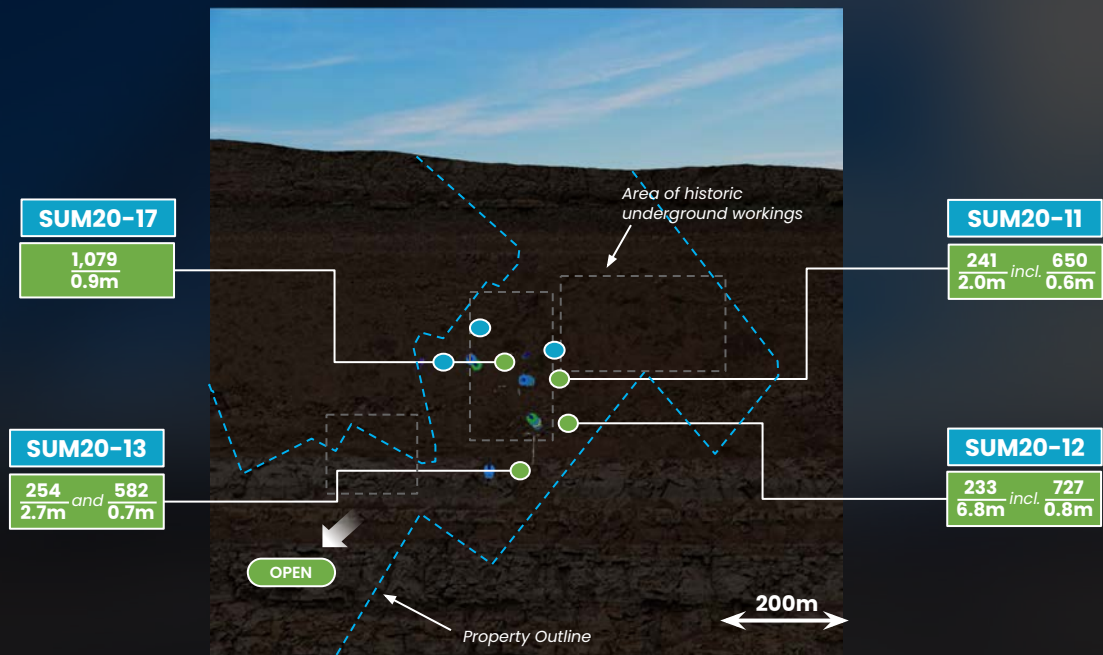 Area of historic
underground workings
SUM20-17
1,079
0.9m
SUM20-11
241 incl. 650
2.0m 0.6m
SUM20-13
254 and 582
2.7m 0.7m
SUM20-12
233 incl. 727
6.8m 0.8m
OPEN
200m
Property Outline